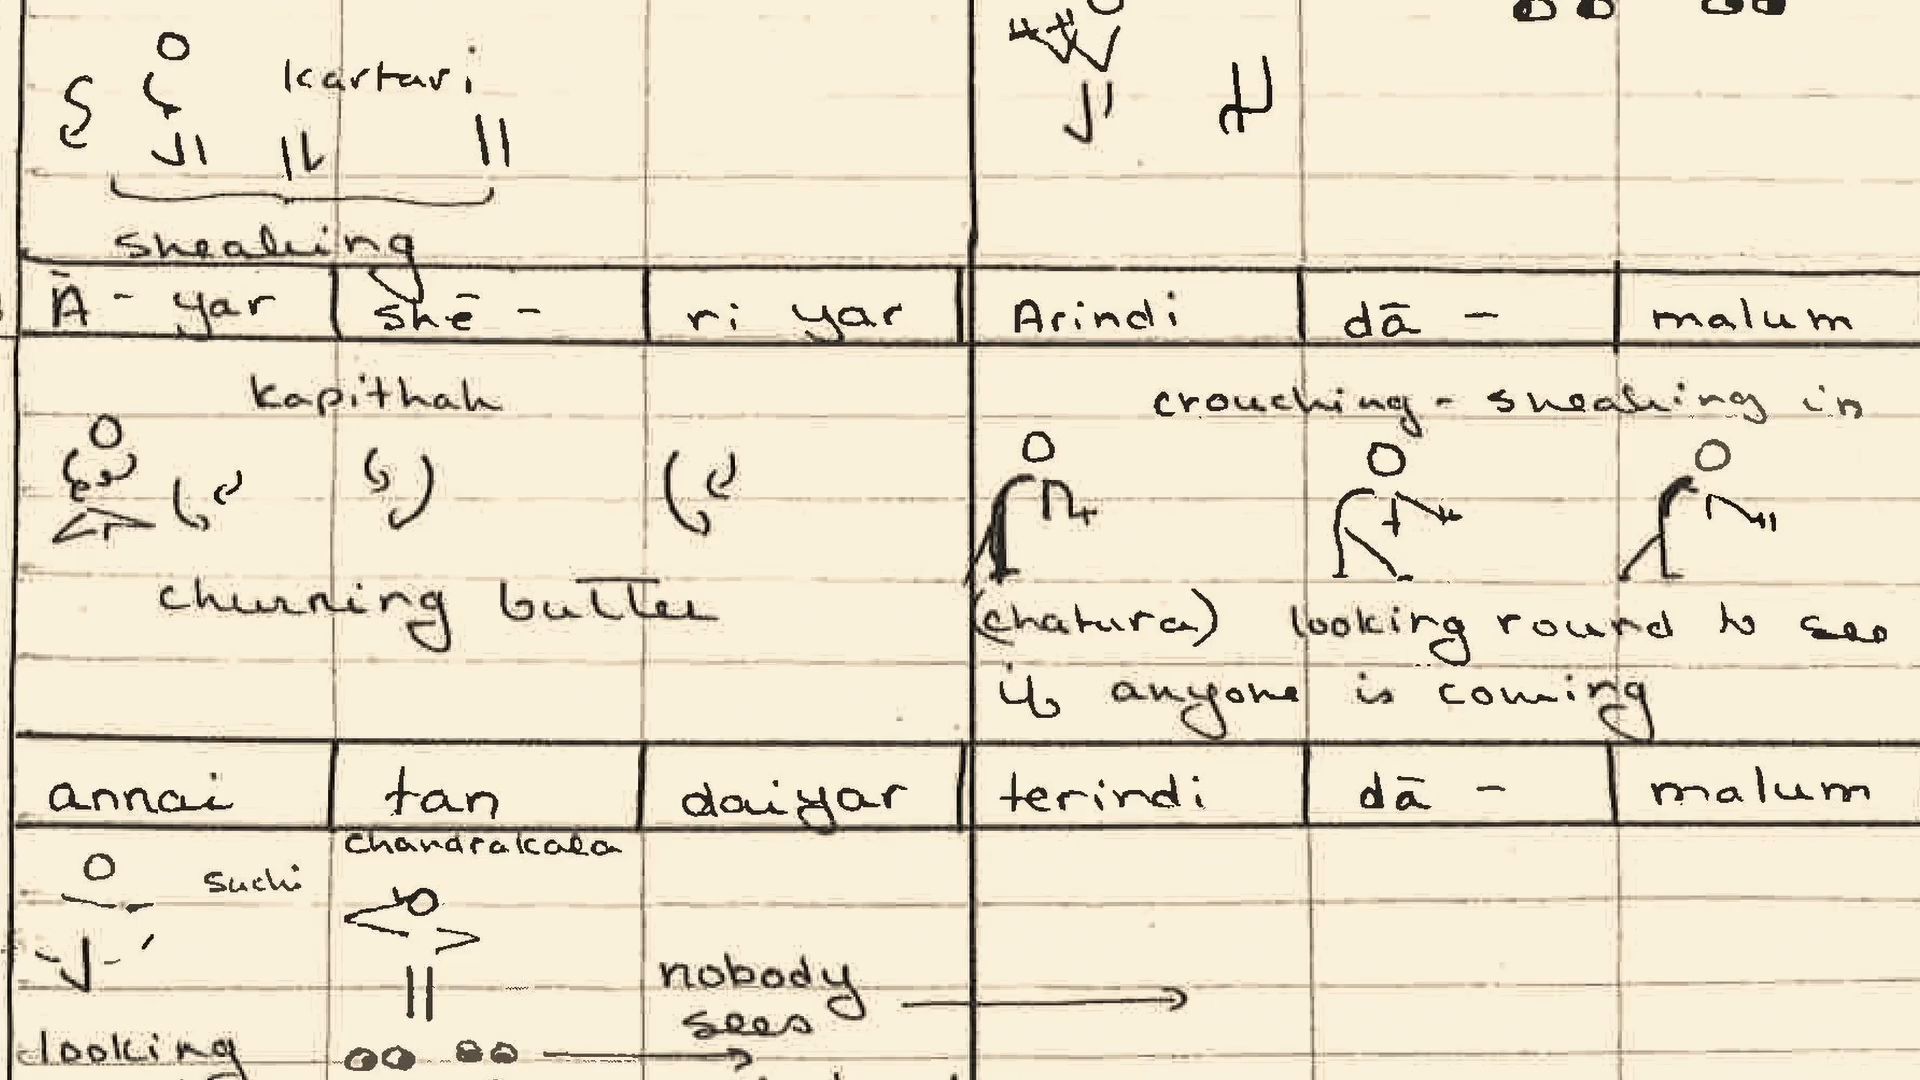 kartari
sneaking
Ā - yar shē - ri yar Arindi dā - malum
kapithah
crouching - sneaking in
churning butter
(chatura) looking round to see
if anyone is coming
annai tan daiyar terindi dā - malum
chandrakala
suchi
nobody
sees
looking